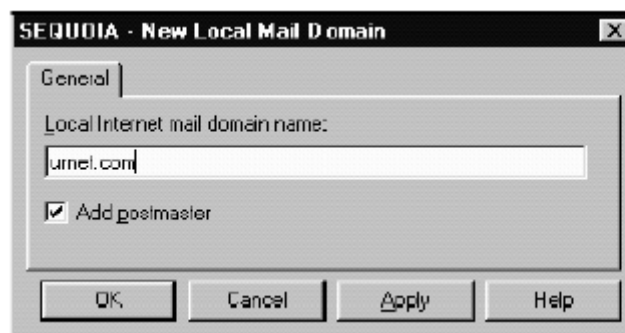 SEQUOIA - New Local Mail Domain
General
Local Internet mail domain name:
urnet.com
Add postmaster
OK
Cancel
Apply
Help